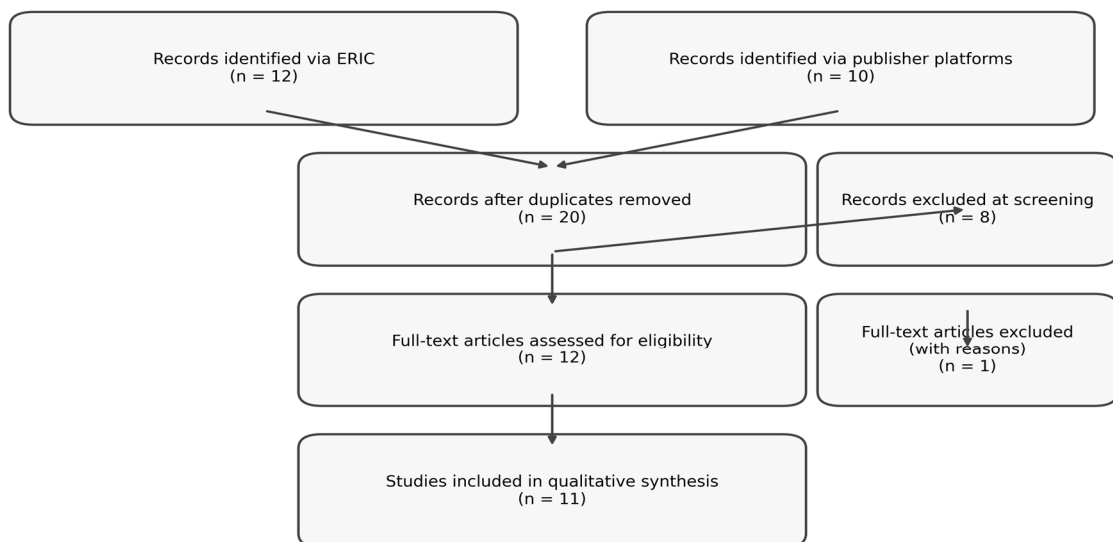 Records identified via ERIC
(n = 12)
Records identified via publisher platforms
(n = 10)
Records after duplicates removed
(n = 20)
Records excluded at screening
(n = 8)
Full-text articles assessed for eligibility
(n = 12)
Full-text articles excluded
(with reasons)
(n = 1)
Studies included in qualitative synthesis
(n = 11)